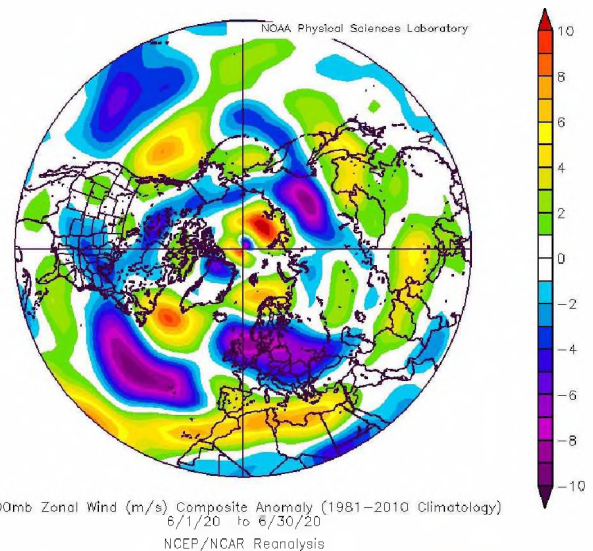 NOAA Physical Sciences Laboratory
10
8
6
4
2
0
−2
−4
−6
−8
−10
00mb Zonal Wind (m/s) Composite Anomaly (1981−2010 Climatology)
6/1/20 to 6/30/20
NCEP/NCAR Reanalysis